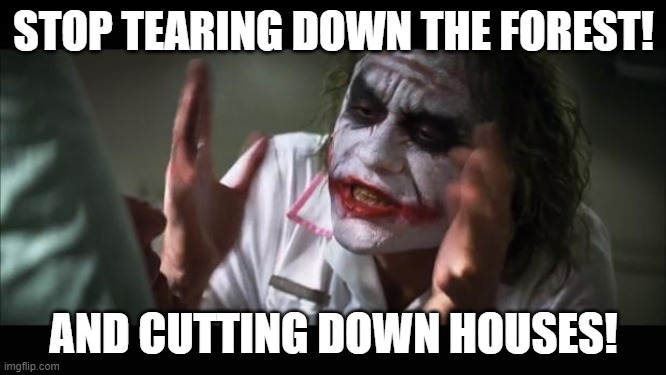 STOP TEARING DOWN THE FOREST!
AND CUTTING DOWN HOUSES!
imgflip.com